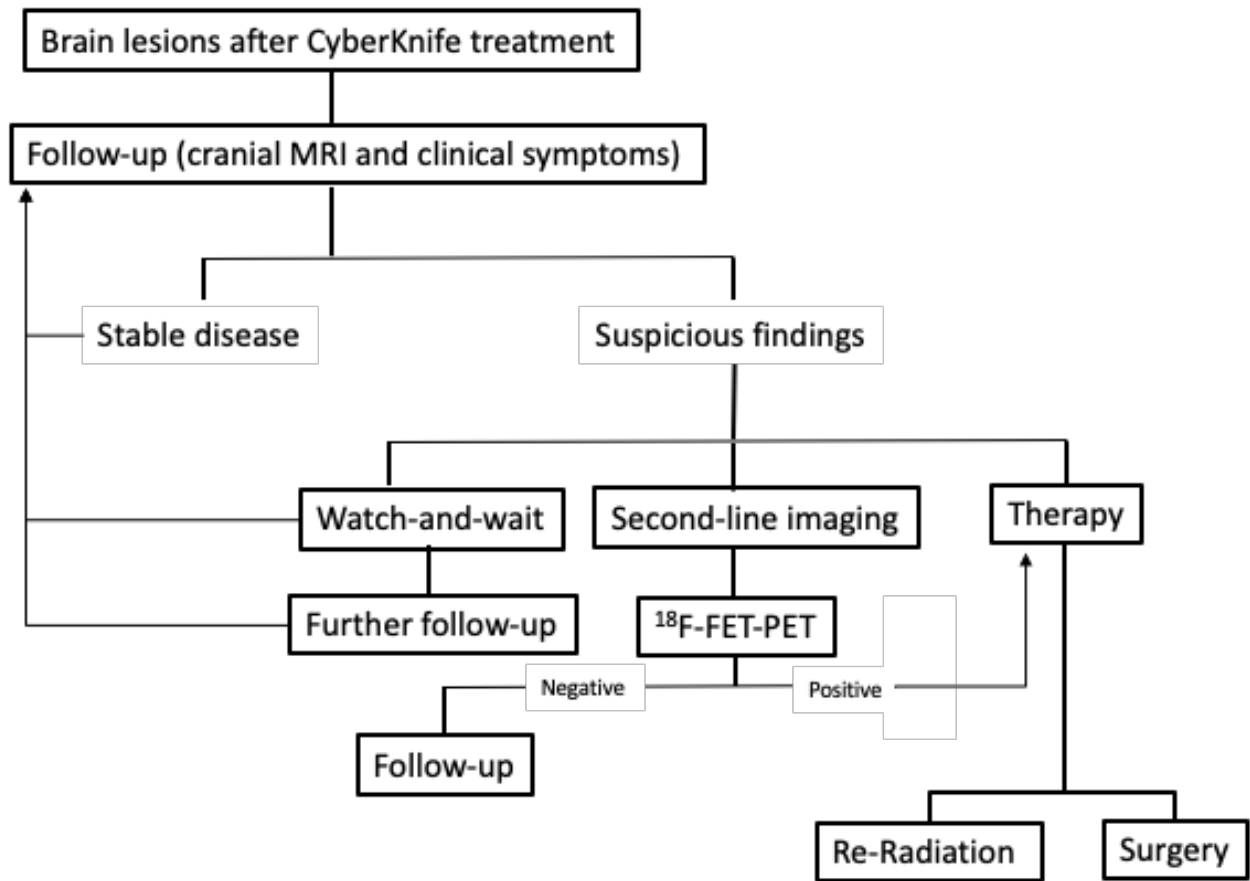 Brain lesions after CyberKnife treatment
Follow-up (cranial MRI and clinical symptoms)
Stable disease
Suspicious findings
Watch-and-wait
Second-line imaging
Therapy
Further follow-up
¹⁸F-FET-PET
Negative
Positive
Follow-up
Re-Radiation
Surgery